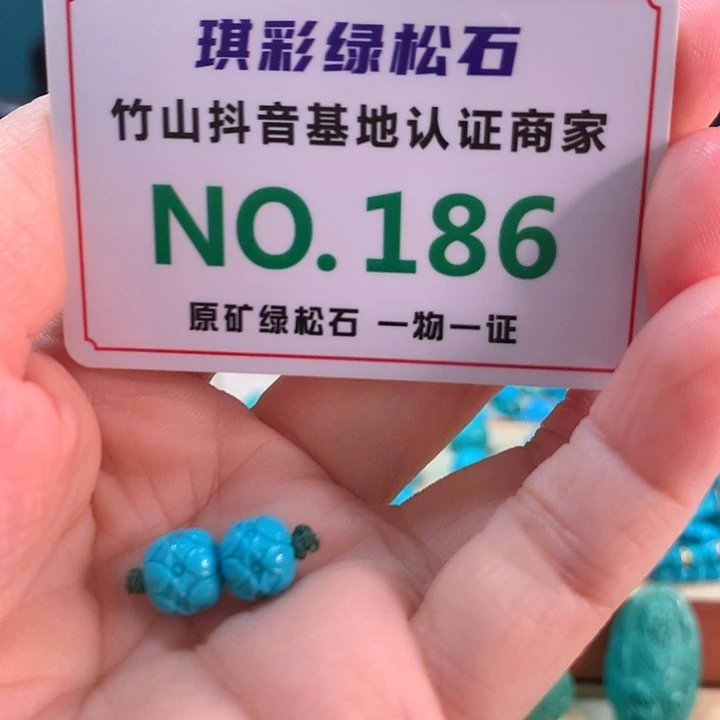 琪彩绿松石
竹山抖音基地认证商家
NO.186
原矿绿松石 一物一证